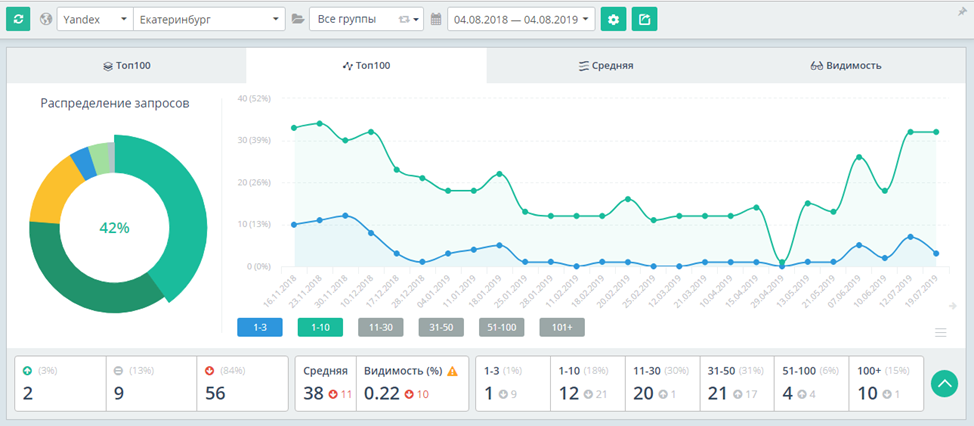 Yandex Екатеринбург Все группы 04.08.2018 — 04.08.2019
Топ100 Топ100 Средняя Видимость
Распределение запросов
42%
40 (52%)
30 (39%)
20 (26%)
10 (13%)
0 (0%)
16.11.2018 23.11.2018 30.11.2018 10.12.2018 17.12.2018 28.12.2018 04.01.2019 11.01.2019 18.01.2019 25.01.2019 28.01.2019 11.02.2019 18.02.2019 20.02.2019 25.02.2019 12.03.2019 21.03.2019 10.04.2019 15.04.2019 29.04.2019 13.05.2019 21.05.2019 07.06.2019 10.06.2019 12.07.2019 19.07.2019
1-3 1-10 11-30 31-50 51-100 101+
(3%) (13%) (84%) Средняя Видимость (%) 1-3 (1%) 1-10 (18%) 11-30 (30%) 31-50 (31%) 51-100 (6%) 100+ (15%)
2 9 56 38 11 0.22 10 1 9 12 21 20 1 21 17 4 4 10 1